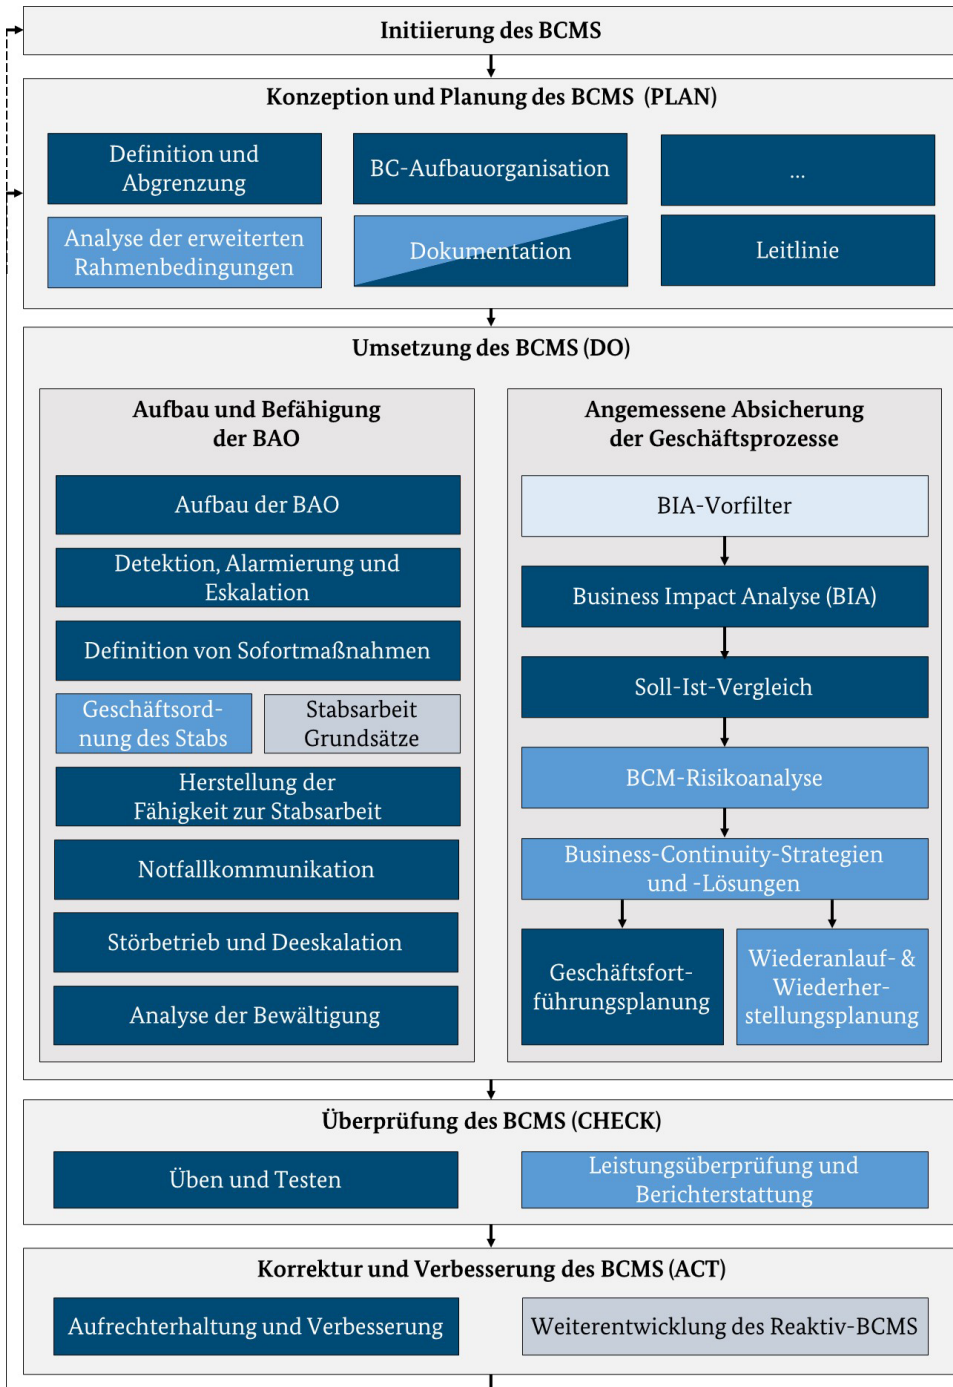 Initiierung des BCMS
Konzeption und Planung des BCMS (PLAN)
Definition und
Abgrenzung
BC-Aufbauorganisation
...
Analyse der erweiterten
Rahmenbedingungen
Dokumentation
Leitlinie
Umsetzung des BCMS (DO)
Aufbau und Befähigung
der BAO
Aufbau der BAO
Detektion, Alarmierung und
Eskalation
Definition von Sofortmaßnahmen
Geschäftsord-
nung des Stabs
Stabsarbeit
Grundsätze
Herstellung der
Fähigkeit zur Stabsarbeit
Notfallkommunikation
Störbetrieb und Deeskalation
Analyse der Bewältigung
Angemessene Absicherung
der Geschäftsprozesse
BIA-Vorfilter
Business Impact Analyse (BIA)
Soll-Ist-Vergleich
BCM-Risikoanalyse
Business-Continuity-Strategien
und -Lösungen
Geschäftsfort-
führungsplanung
Wiederanlauf- &
Wiederher-
stellungsplanung
Überprüfung des BCMS (CHECK)
Üben und Testen
Leistungsüberprüfung und
Berichterstattung
Korrektur und Verbesserung des BCMS (ACT)
Aufrechterhaltung und Verbesserung
Weiterentwicklung des Reaktiv-BCMS